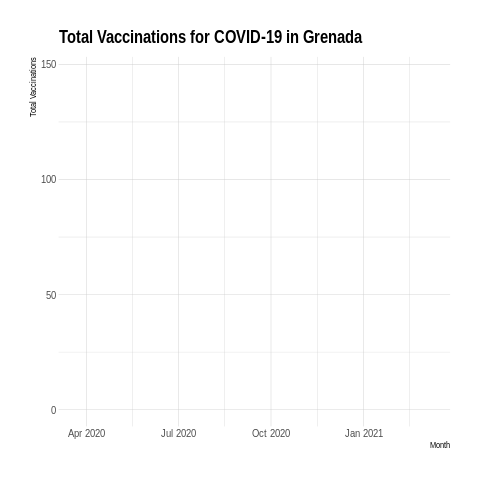 Total Vaccinations for COVID-19 in Grenada
Total Vaccinations
150
100
50
0
Apr 2020 Jul 2020 Oct 2020 Jan 2021
Month